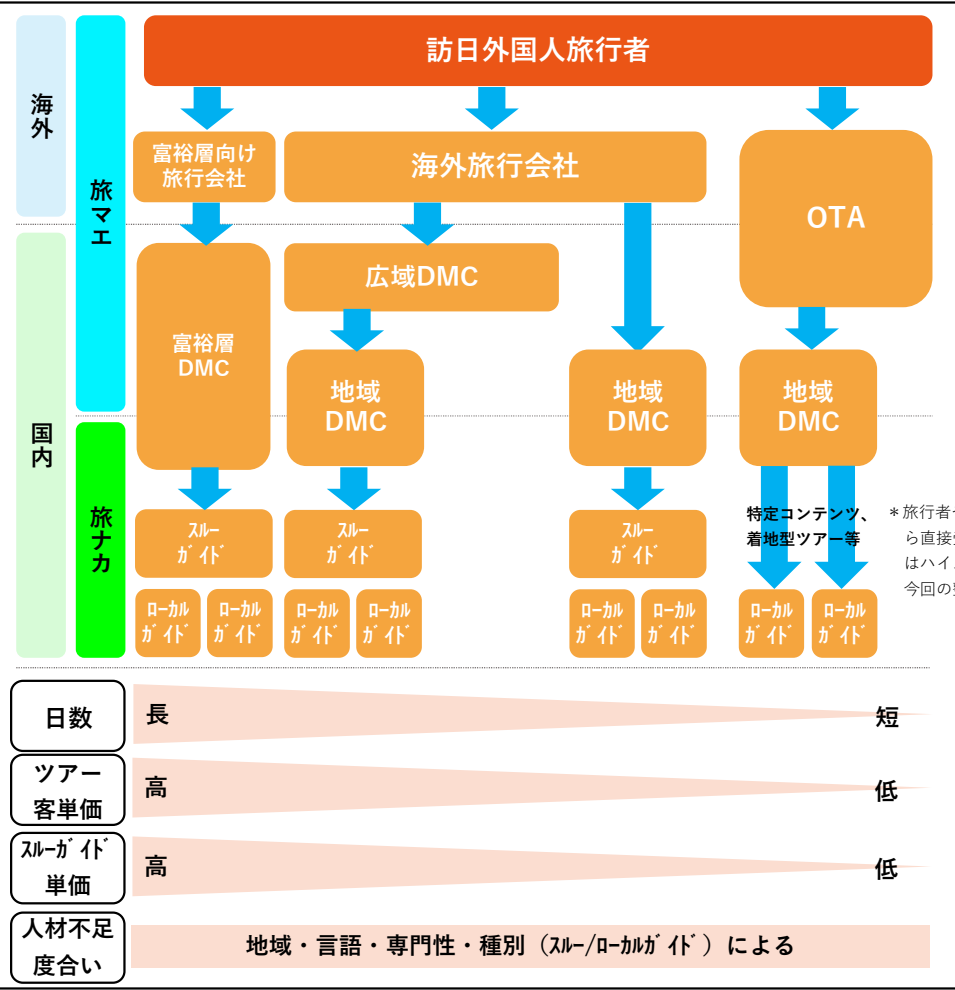 訪日外国人旅行者
海外
旅マエ
富裕層向け
旅行会社
海外旅行会社
OTA
国内
広域DMC
富裕層
DMC
地域
DMC
地域
DMC
地域
DMC
旅ナカ
特定コンテンツ、
着地型ツアー等
＊旅行者
ら直接
はハイ
今回の
ｽﾙｰ
ｶﾞｲﾄﾞ
ｽﾙｰ
ｶﾞｲﾄﾞ
ｽﾙｰ
ｶﾞｲﾄﾞ
ﾛｰｶﾙ
ｶﾞｲﾄﾞ
ﾛｰｶﾙ
ｶﾞｲﾄﾞ
ﾛｰｶﾙ
ｶﾞｲﾄﾞ
ﾛｰｶﾙ
ｶﾞｲﾄﾞ
ﾛｰｶﾙ
ｶﾞｲﾄﾞ
ﾛｰｶﾙ
ｶﾞｲﾄﾞ
ﾛｰｶﾙ
ｶﾞｲﾄﾞ
ﾛｰｶﾙ
ｶﾞｲﾄﾞ
日数
長
短
ツアー
客単価
高
低
ｽﾙｰｶﾞｲﾄﾞ
単価
高
低
人材不足
度合い
地域・言語・専門性・種別（ｽﾙｰ/ﾛｰｶﾙｶﾞｲﾄﾞ）による